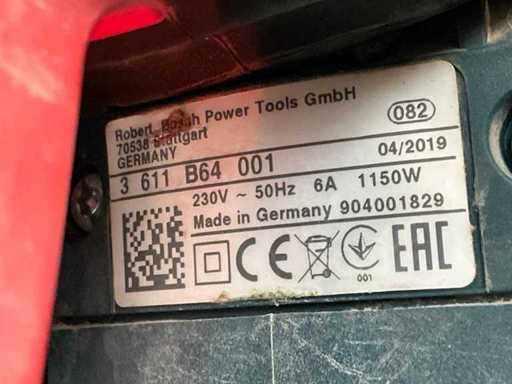 Robert Bosch Power Tools GmbH
70538 Stuttgart
GERMANY
082
3 611 B64 001
04/2019
230V ~ 50Hz 6A 1150W
Made in Germany 904001829
CE
001
EAC